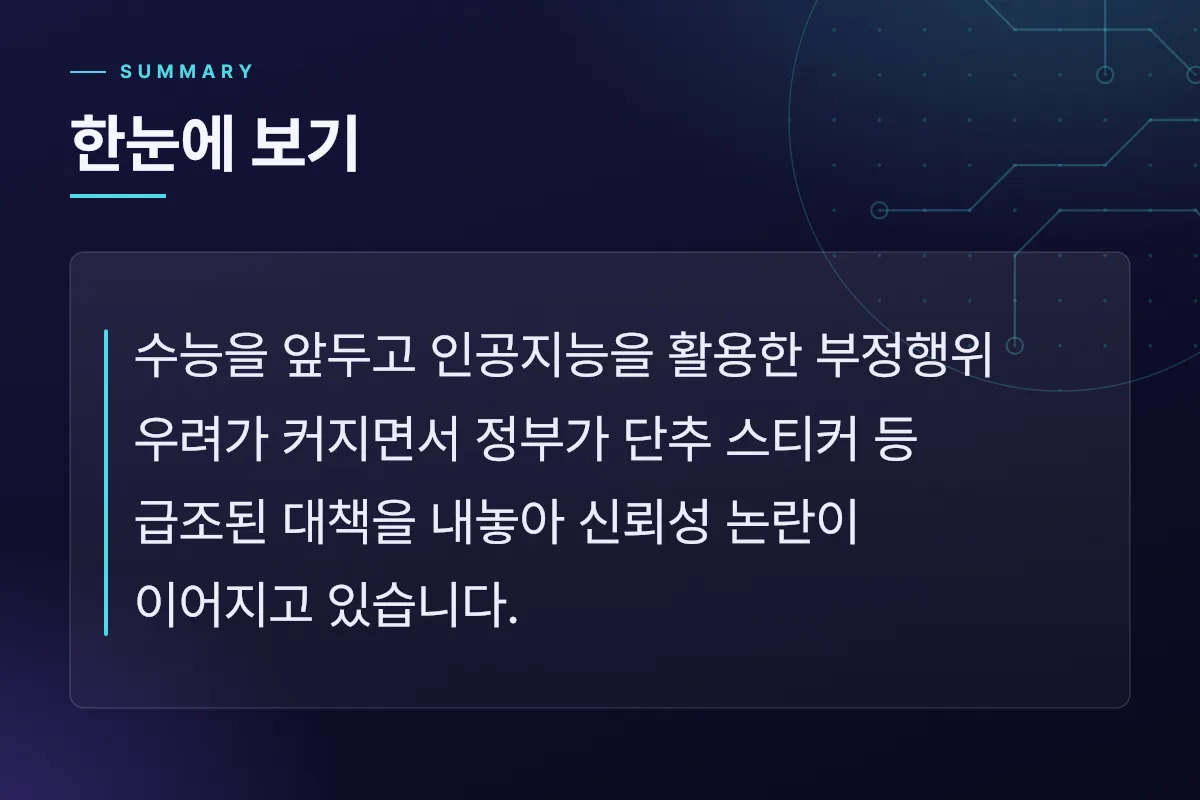 SUMMARY
한눈에 보기
수능을 앞두고 인공지능을 활용한 부정행위
우려가 커지면서 정부가 단추 스티커 등
급조된 대책을 내놓아 신뢰성 논란이
이어지고 있습니다.